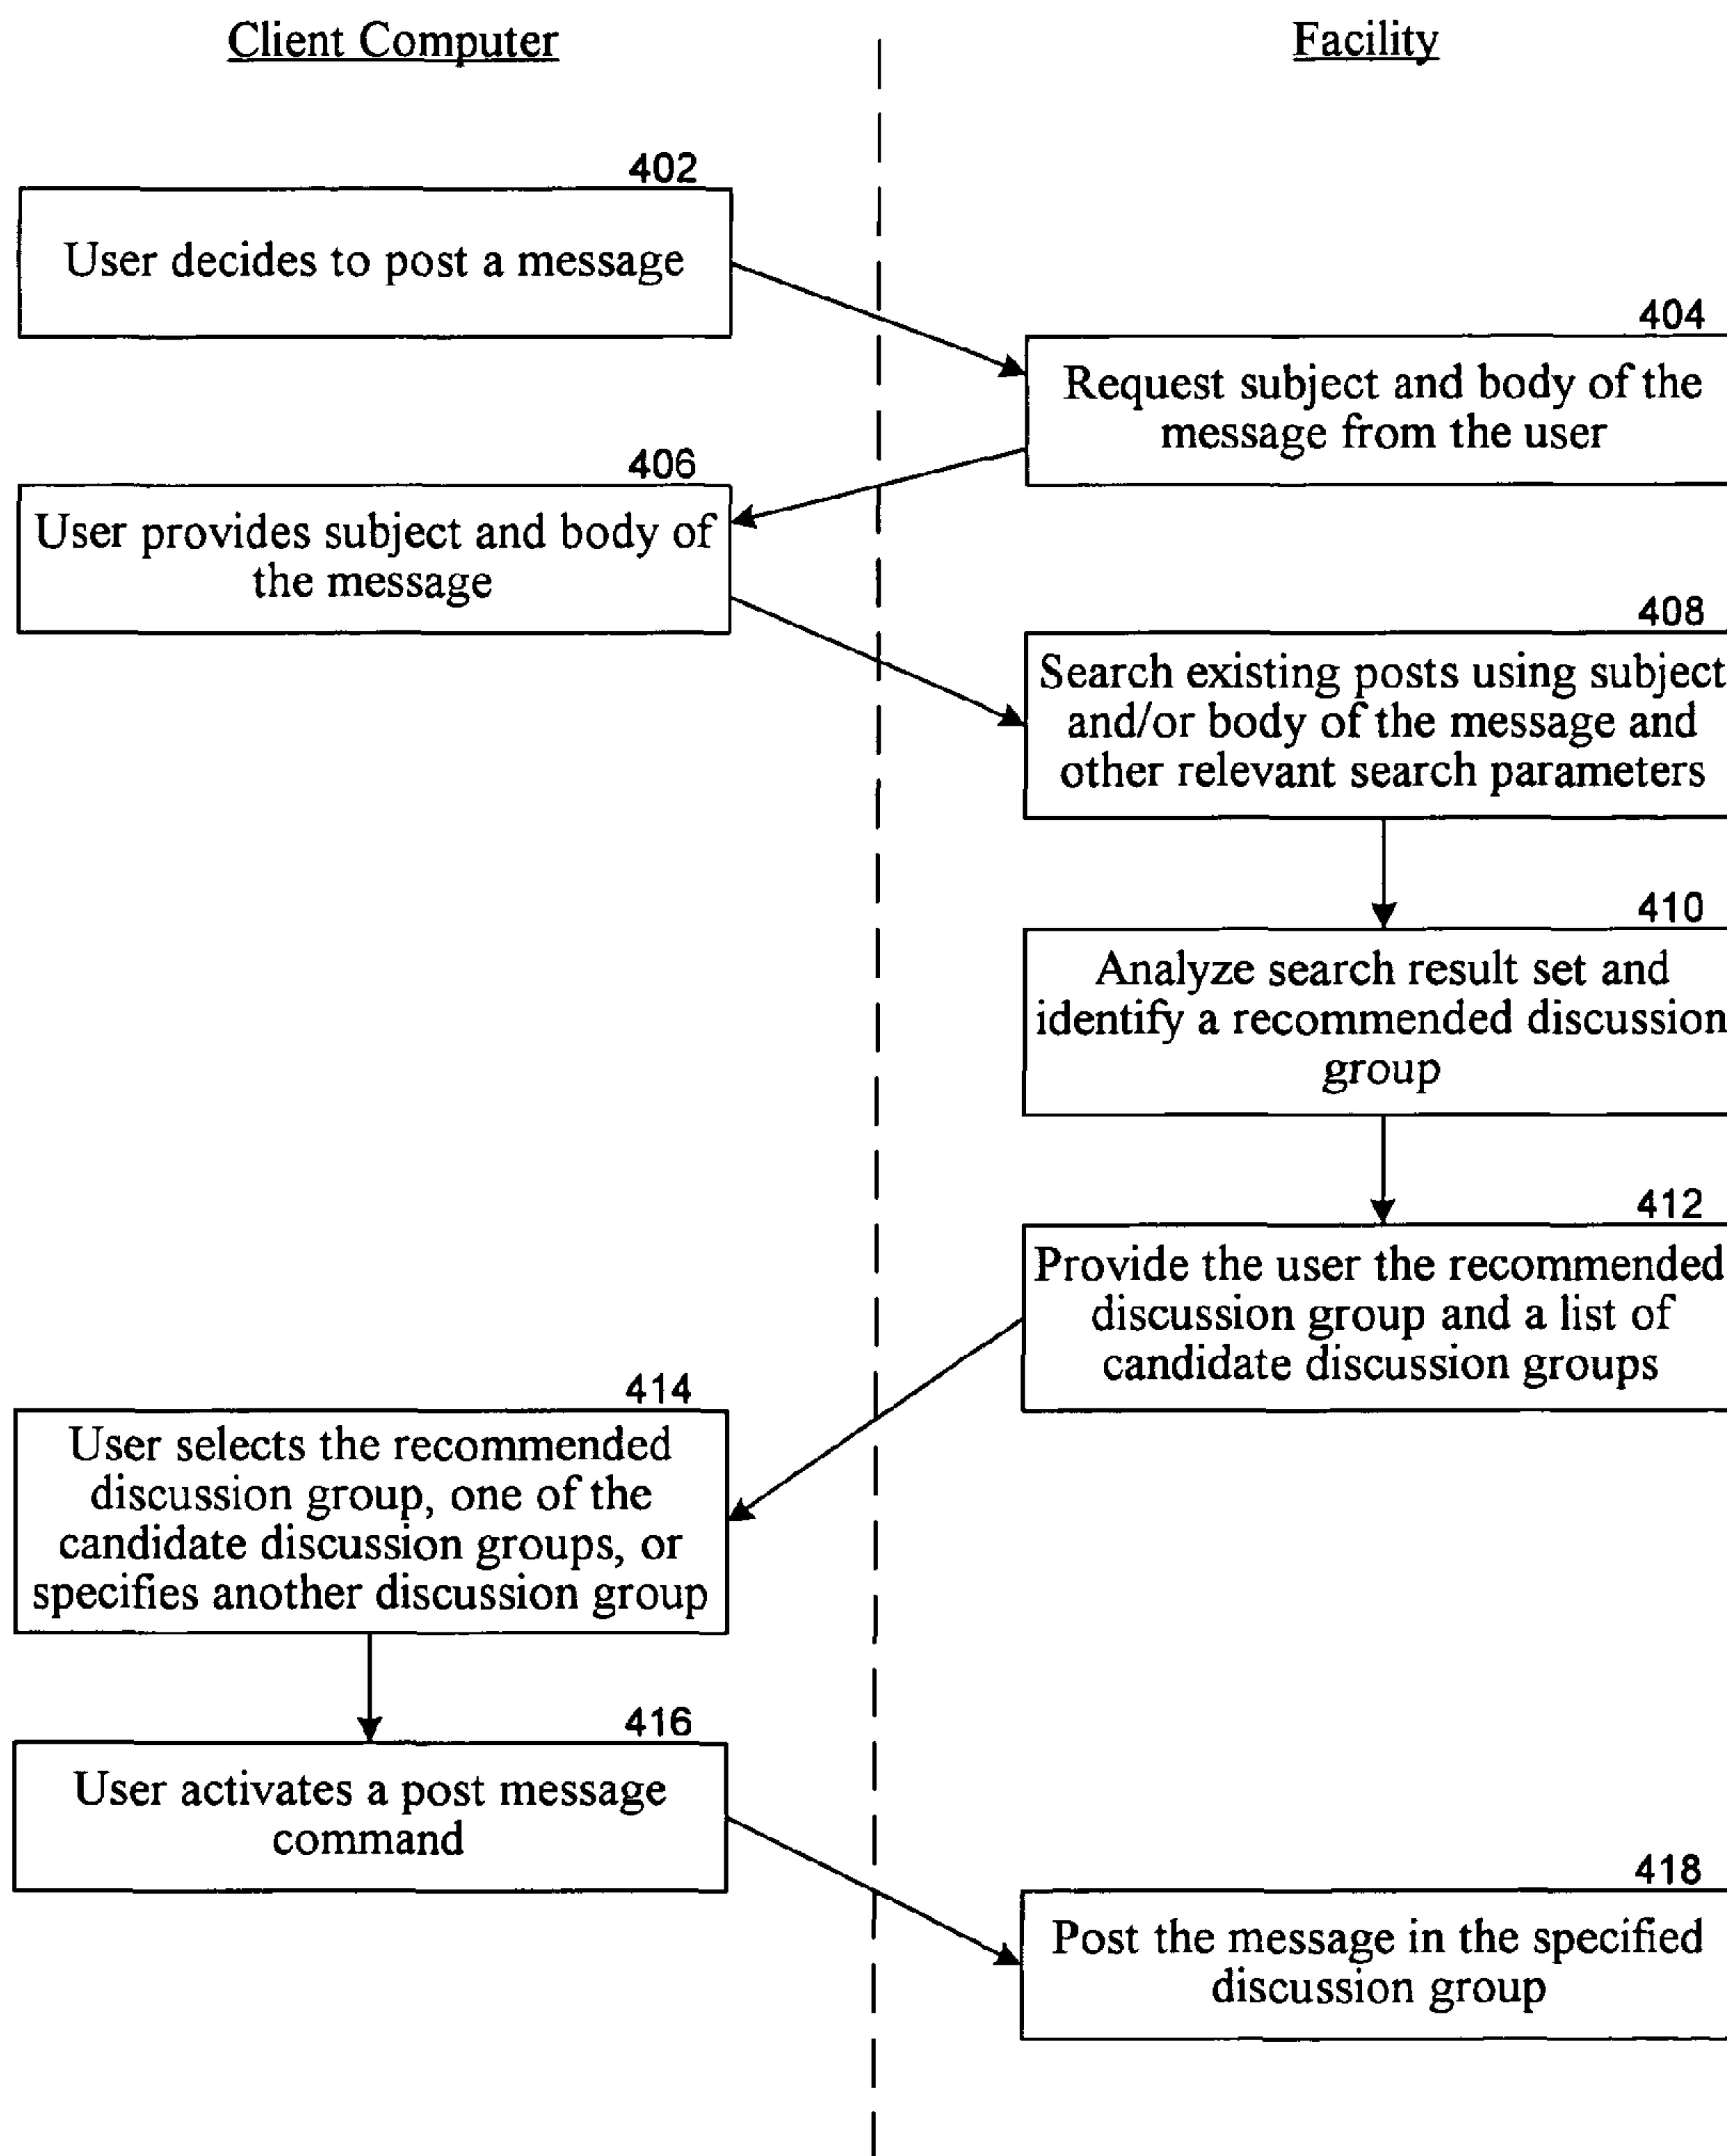 Client Computer
Facility
402
User decides to post a message
404
Request subject and body of the
message from the user
406
User provides subject and body of
the message
408
Search existing posts using subject
and/or body of the message and
other relevant search parameters
410
Analyze search result set and
identify a recommended discussion
group
412
Provide the user the recommended
discussion group and a list of
candidate discussion groups
414
User selects the recommended
discussion group, one of the
candidate discussion groups, or
specifies another discussion group
416
User activates a post message
command
418
Post the message in the specified
discussion group